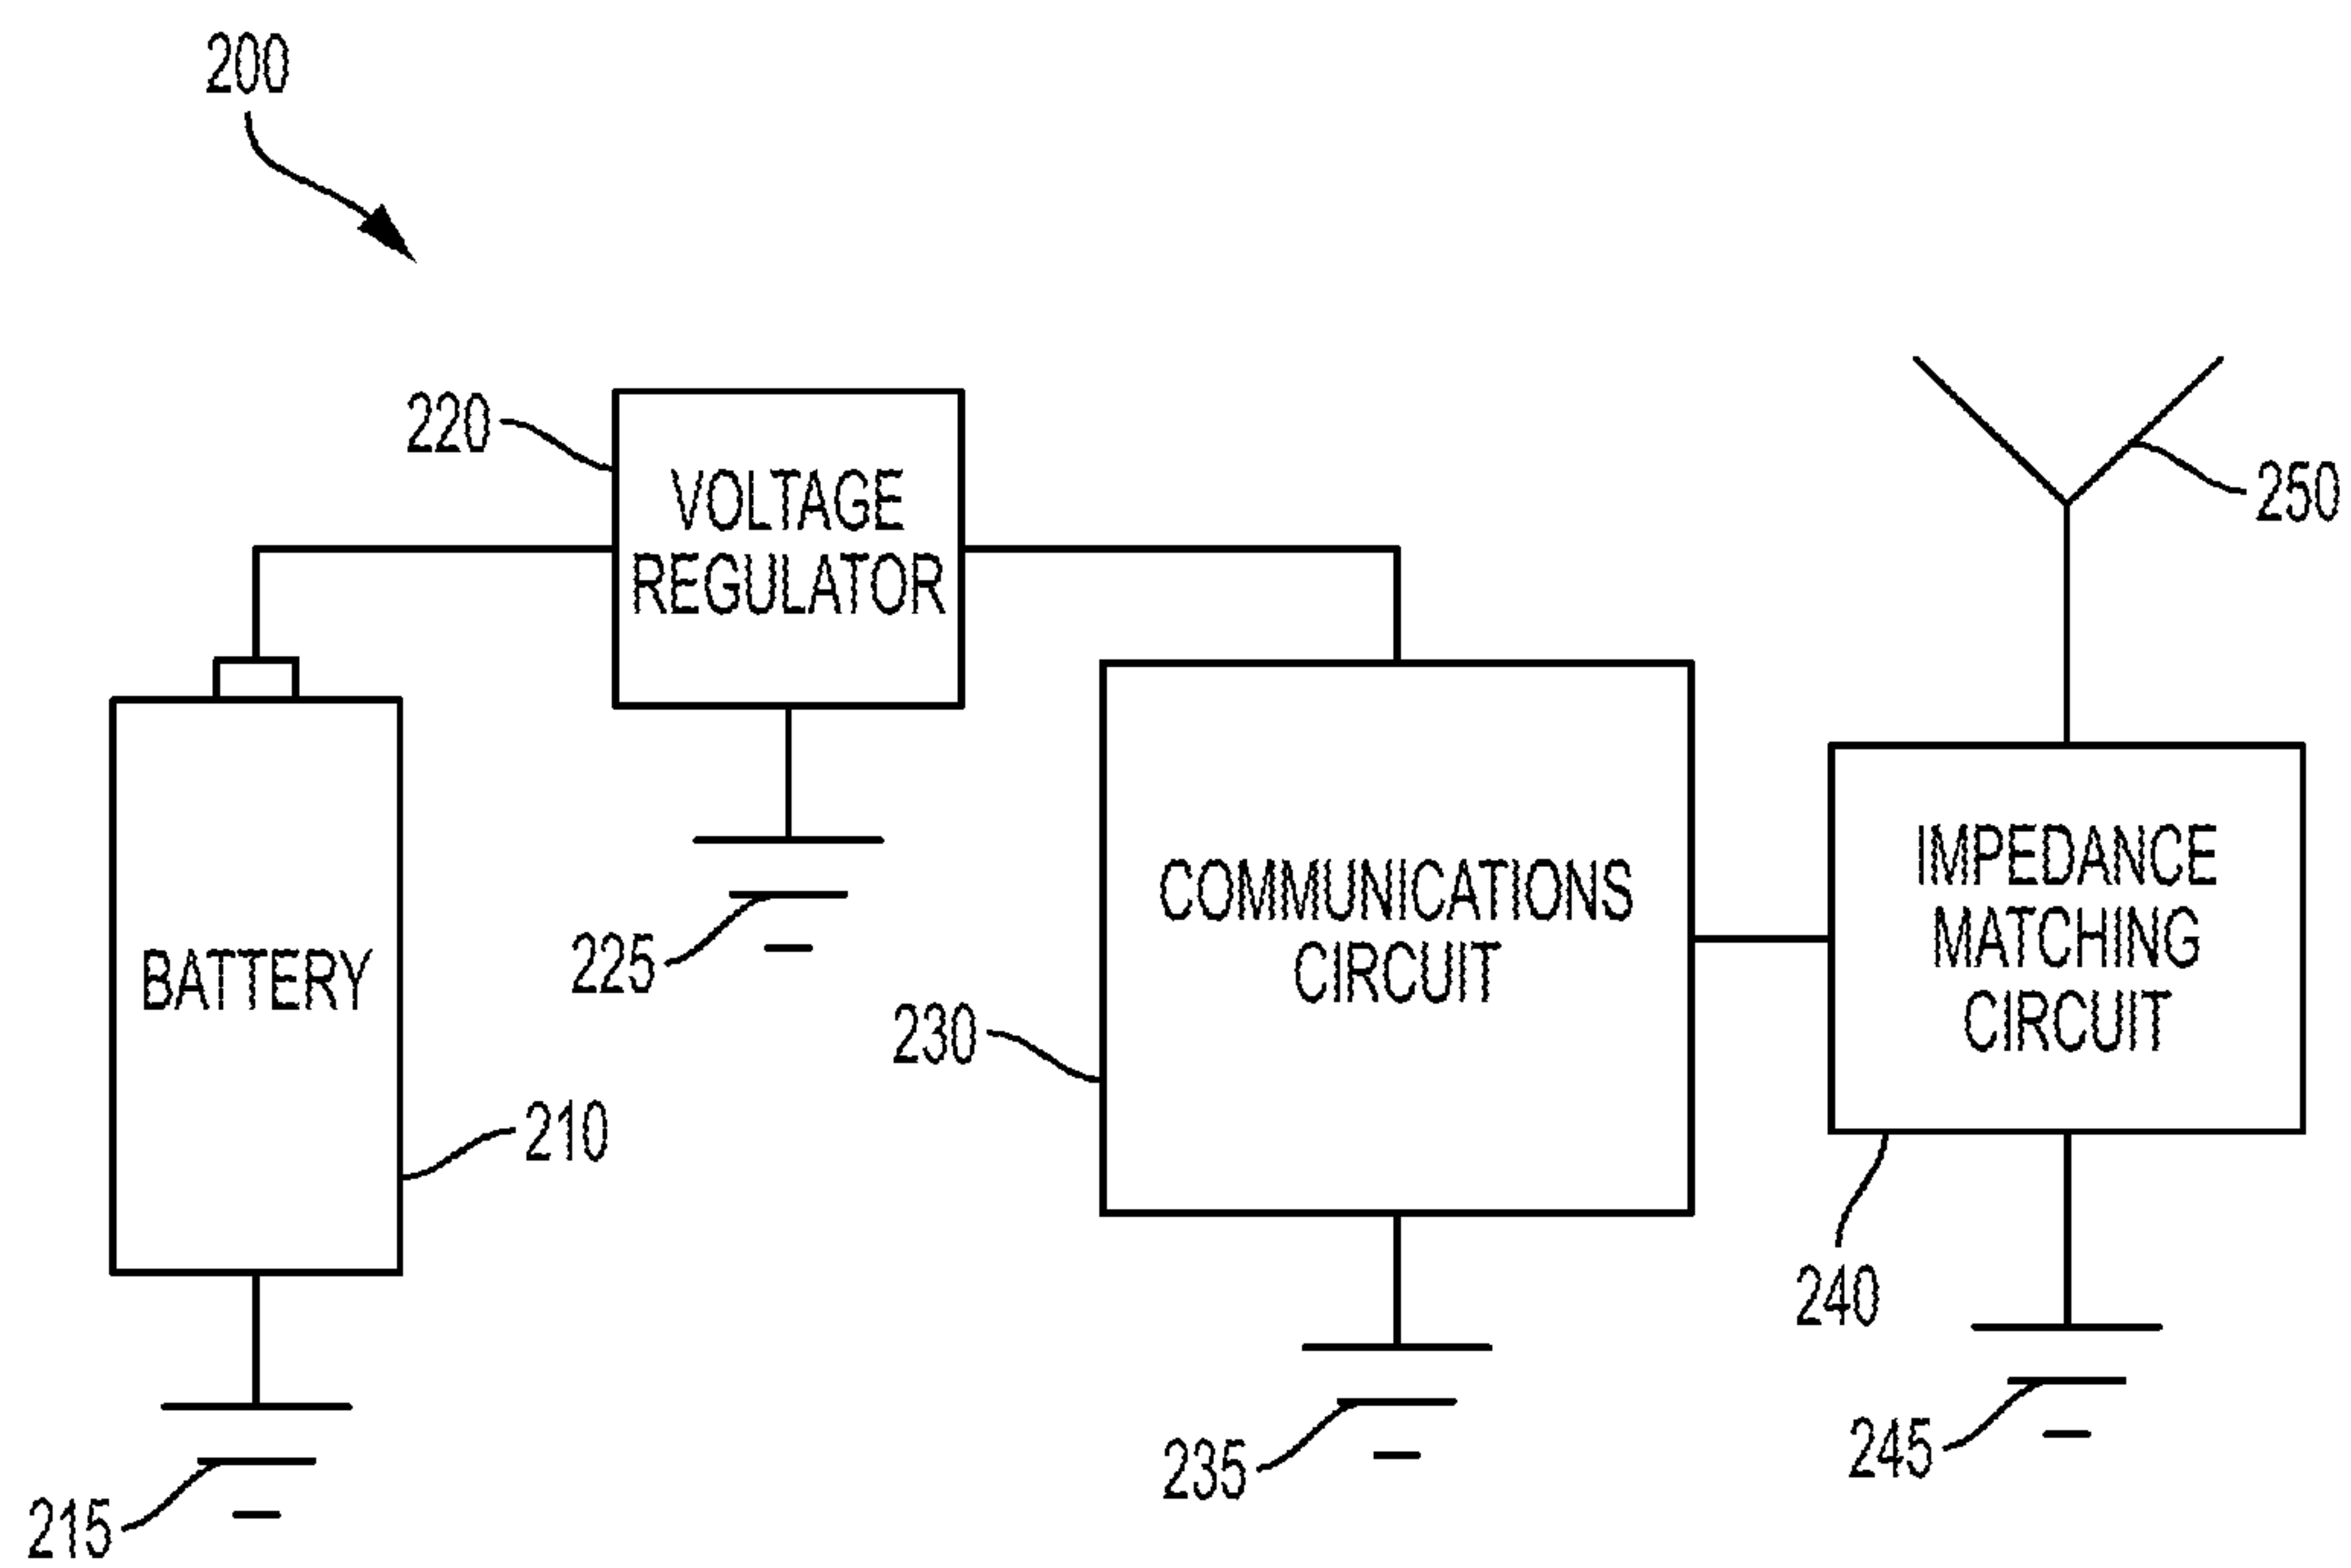 200
220
VOLTAGE
REGULATOR
250
225
BATTERY
COMMUNICATIONS
CIRCUIT
230
IMPEDANCE
MATCHING
CIRCUIT
210
240
215
235
245